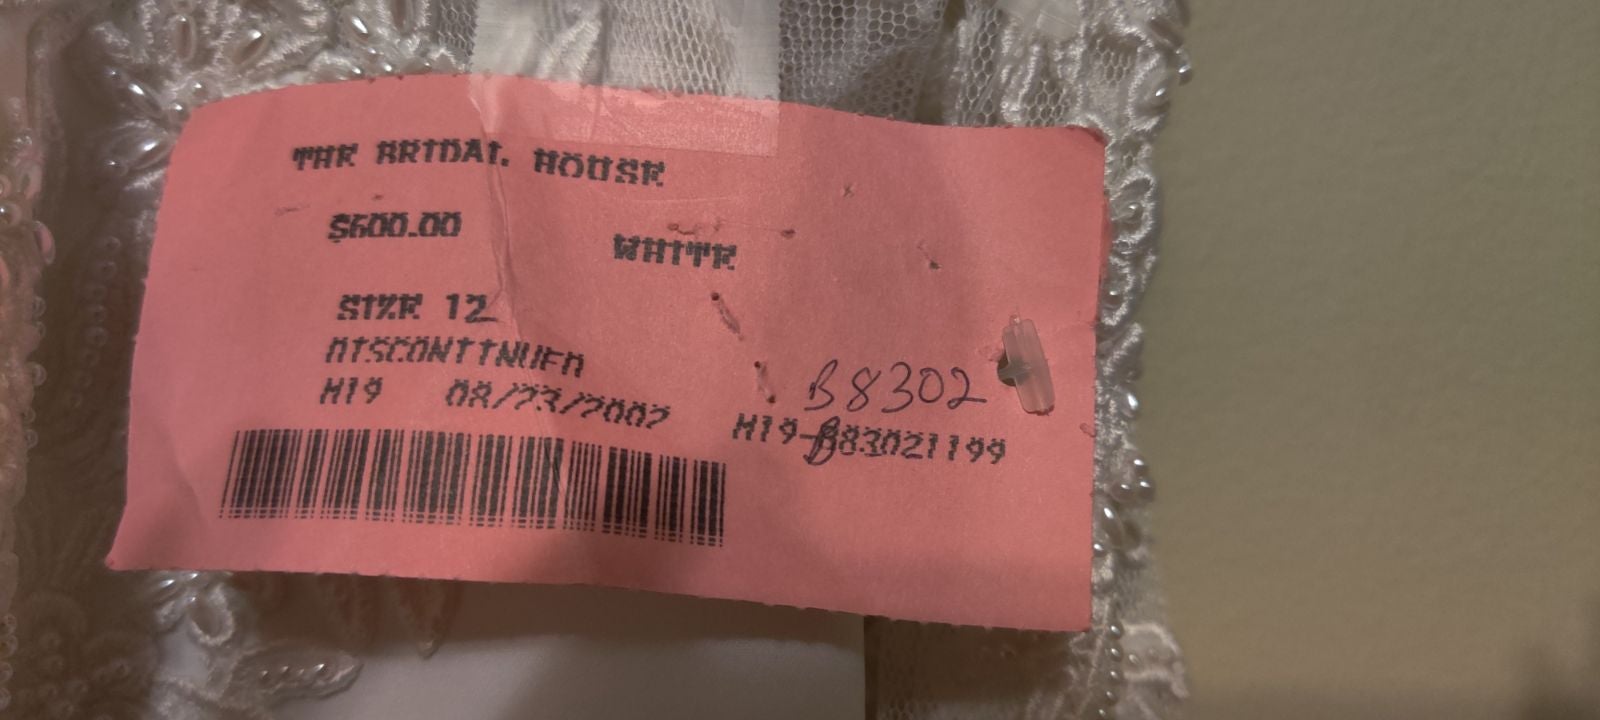 THE BRIDAL HOUSE
$600.00
WHITE
SIZE 12
DISCONTINUED
H19 08/23/2002
B8302
H19-B83021199